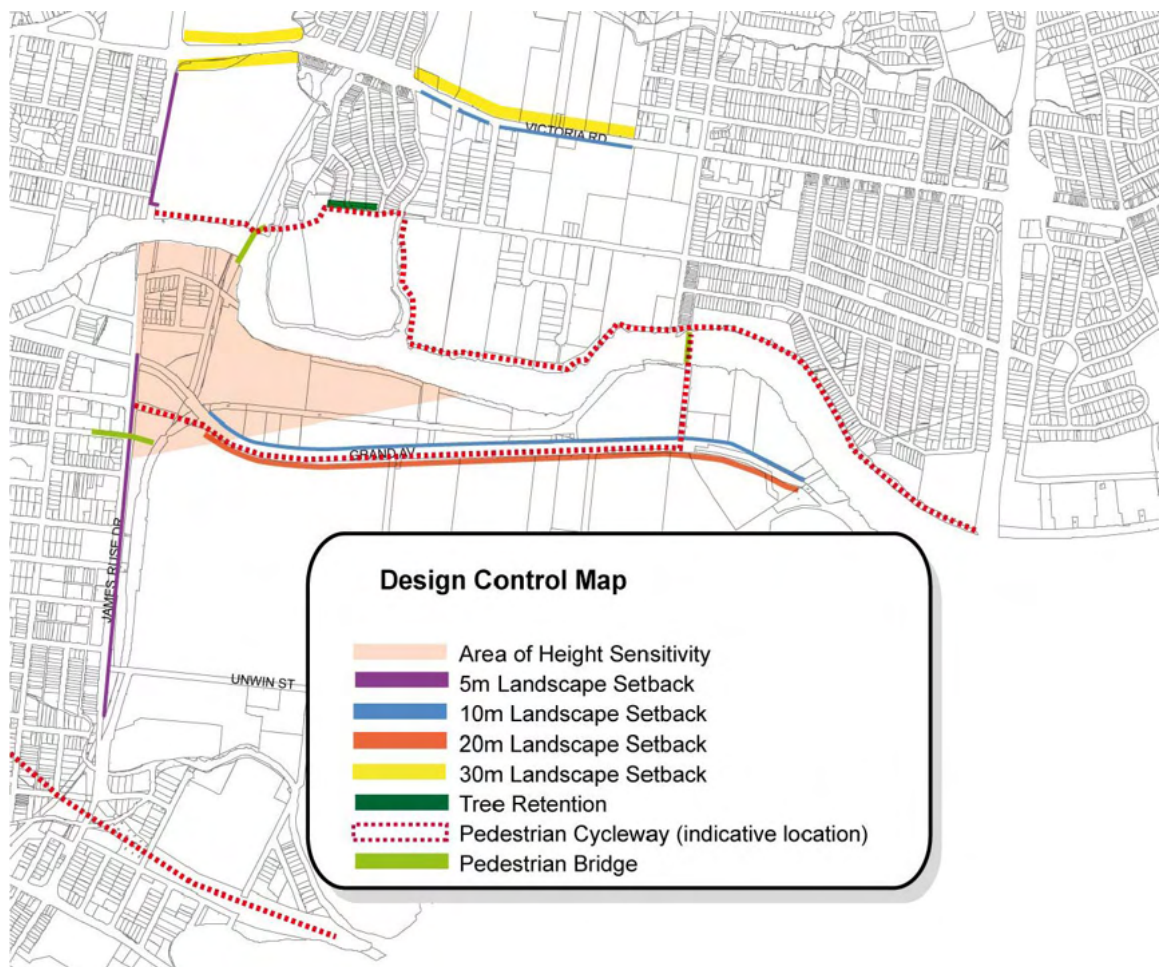 VICTORIA RD
GRAND AV
JAMES RUSE DR
UNWIN ST
Design Control Map
Area of Height Sensitivity
5m Landscape Setback
10m Landscape Setback
20m Landscape Setback
30m Landscape Setback
Tree Retention
Pedestrian Cycleway (indicative location)
Pedestrian Bridge